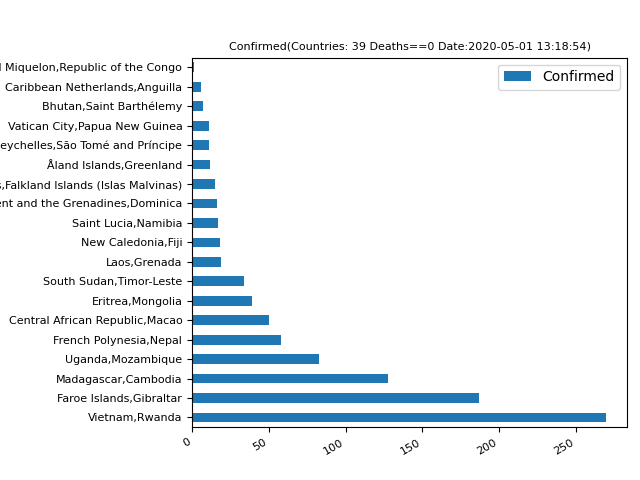 Confirmed(Countries: 39 Deaths==0 Date:2020-05-01 13:18:54)
Confirmed
Miquelon,Republic of the Congo
Caribbean Netherlands,Anguilla
Bhutan,Saint Barthélemy
Vatican City,Papua New Guinea
eychelles,São Tomé and Príncipe
Åland Islands,Greenland
,Falkland Islands (Islas Malvinas)
and the Grenadines,Dominica
Saint Lucia,Namibia
New Caledonia,Fiji
Laos,Grenada
South Sudan,Timor-Leste
Eritrea,Mongolia
Central African Republic,Macao
French Polynesia,Nepal
Uganda,Mozambique
Madagascar,Cambodia
Faroe Islands,Gibraltar
Vietnam,Rwanda
0 50 100 150 200 250